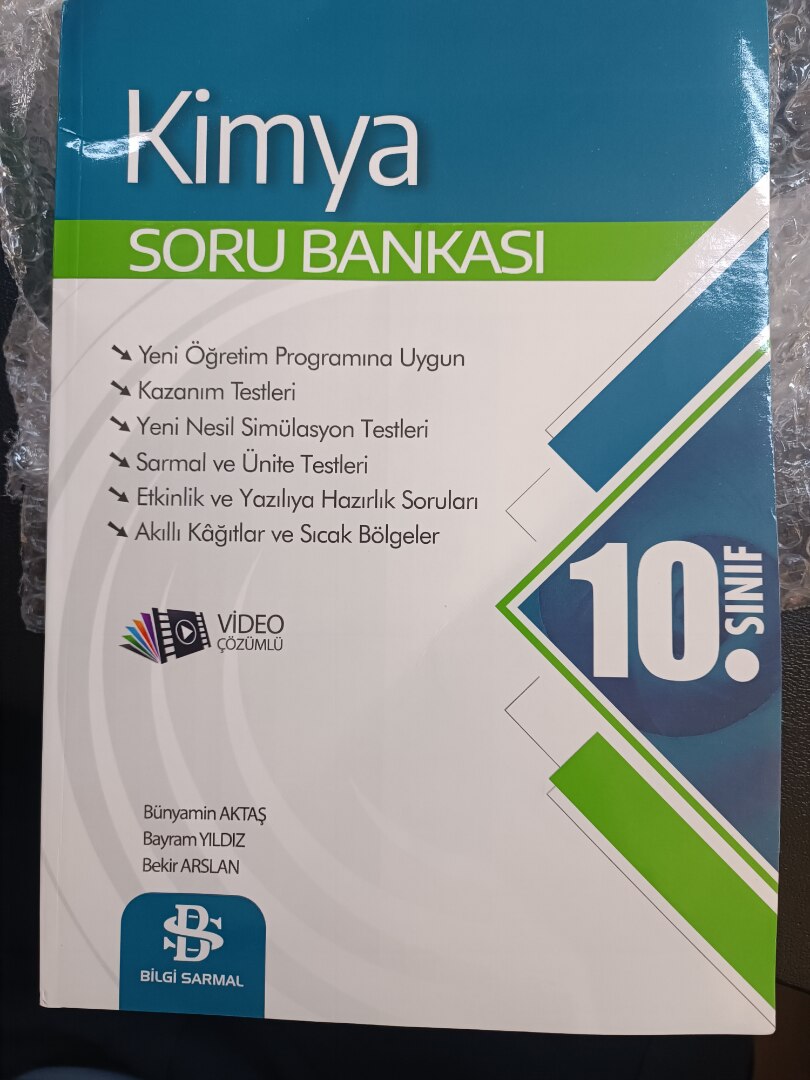 Kimya
SORU BANKASI
Yeni Öğretim Programına Uygun
Kazanım Testleri
Yeni Nesil Simülasyon Testleri
Sarmal ve Ünite Testleri
Etkinlik ve Yazılıya Hazırlık Soruları
Akıllı Kâğıtlar ve Sıcak Bölgeler
10. SINIF
VİDEO
ÇÖZÜMLÜ
Bünyamin AKTAŞ
Bayram YILDIZ
Bekir ARSLAN
BS
BİLGİ SARMAL